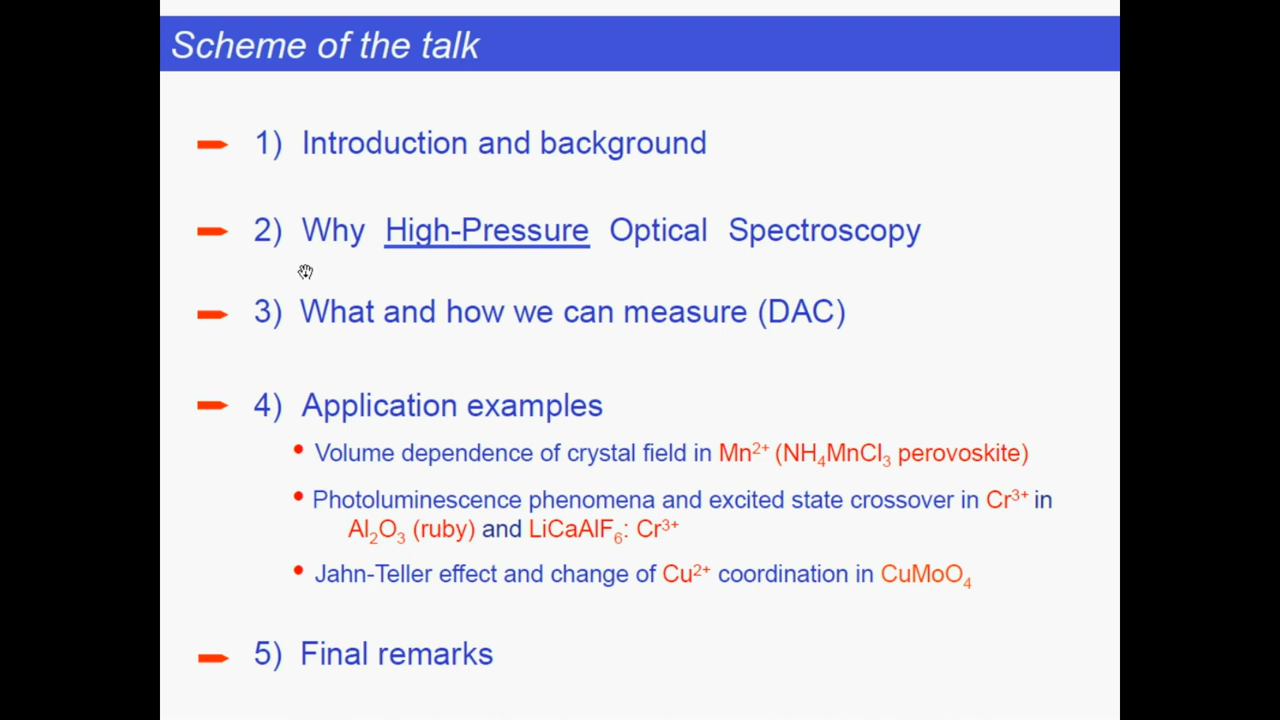 Scheme of the talk
1) Introduction and background
2) Why High-Pressure Optical Spectroscopy
3) What and how we can measure (DAC)
4) Application examples
• Volume dependence of crystal field in Mn²⁺ (NH₄MnCl₃ perovoskite)
• Photoluminescence phenomena and excited state crossover in Cr³⁺ in
Al₂O₃ (ruby) and LiCaAlF₆: Cr³⁺
• Jahn-Teller effect and change of Cu²⁺ coordination in CuMoO₄
5) Final remarks